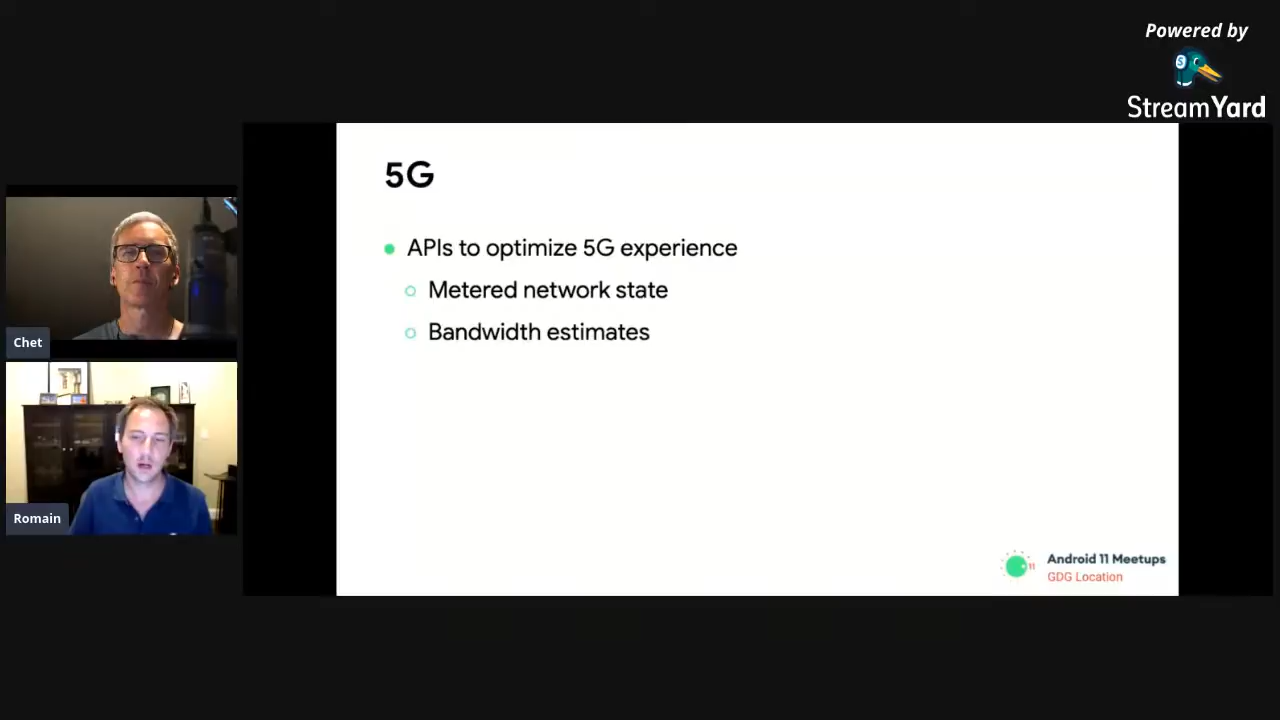 Powered by
S
StreamYard
5G
APIs to optimize 5G experience
Metered network state
Bandwidth estimates
Chet
Romain
11
Android 11 Meetups
GDG Location